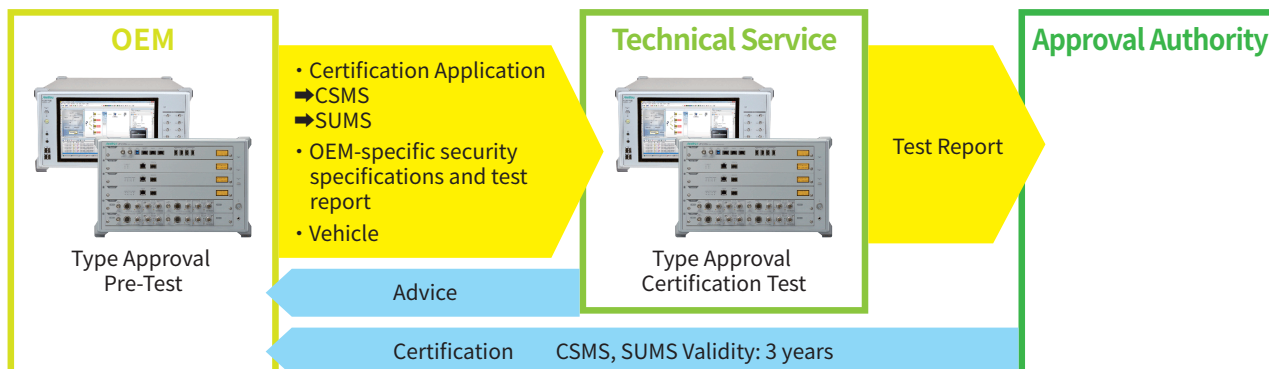 OEM
Type Approval
Pre-Test
・Certification Application
➡CSMS
➡SUMS
・OEM-specific security
specifications and test
report
・Vehicle
Technical Service
Type Approval
Certification Test
Test Report
Approval Authority
Advice
Certification CSMS, SUMS Validity: 3 years